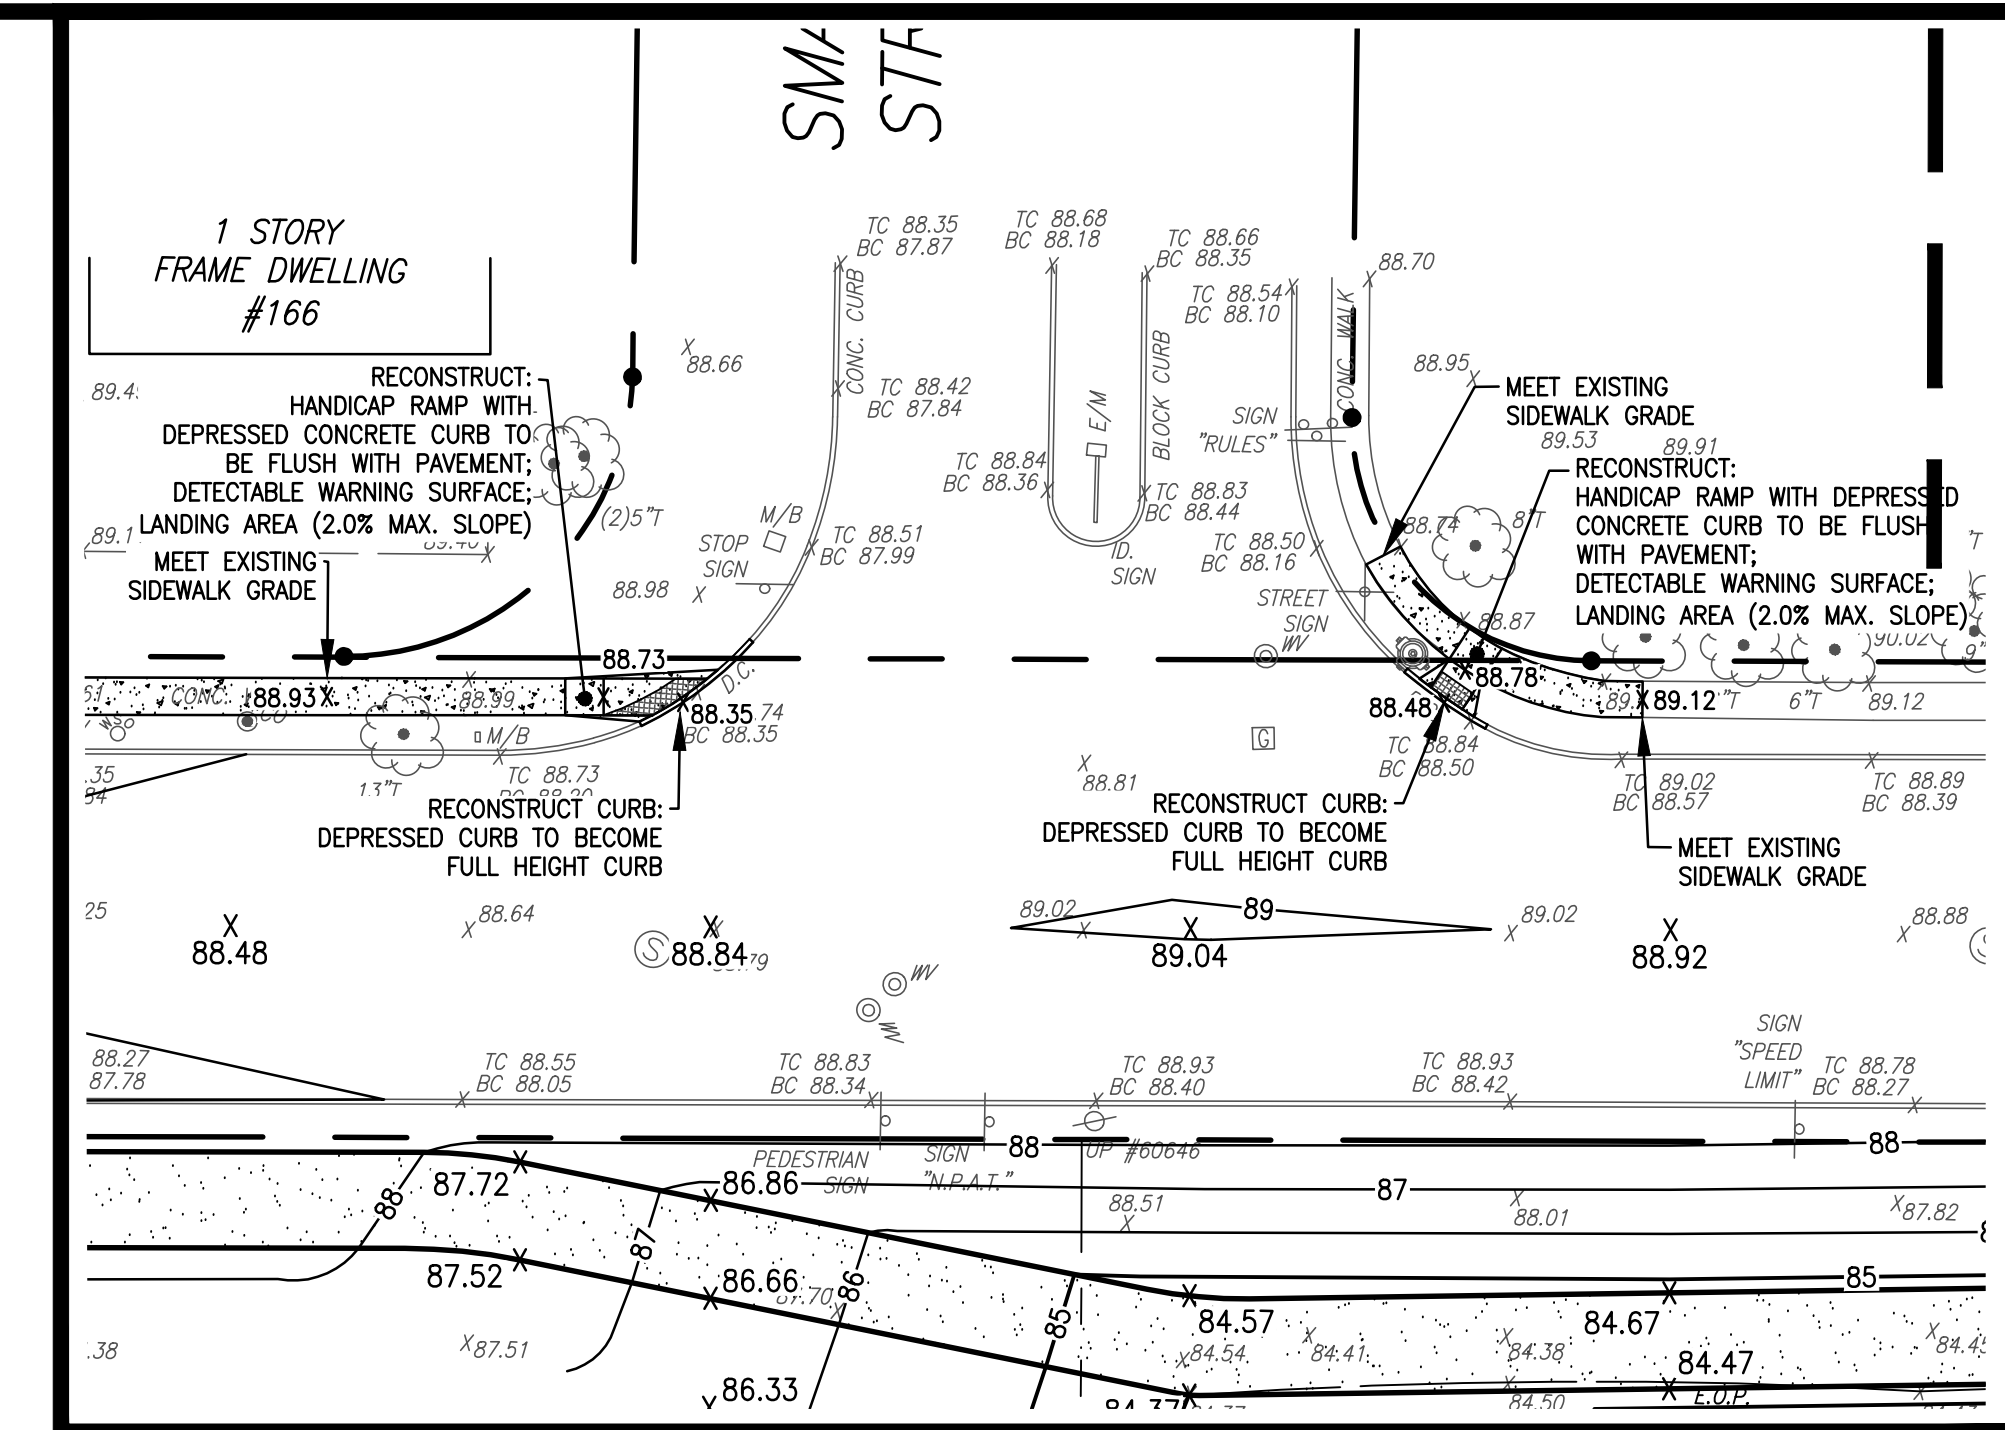 1 STORY
FRAME DWELLING
#166
TC 88.35
BC 87.87
TC 88.68
BC 88.18
TC 88.66
BC 88.35
TC 88.54
BC 88.10
88.70
CONC. CURB
BLOCK CURB
CONC. WALK
88.66
TC 88.42
BC 87.84
E/M
SIGN
"RULES"
88.95
MEET EXISTING
SIDEWALK GRADE
89.53
89.91
RECONSTRUCT:
HANDICAP RAMP WITH
DEPRESSED CONCRETE CURB TO
BE FLUSH WITH PAVEMENT;
DETECTABLE WARNING SURFACE;
LANDING AREA (2.0% MAX. SLOPE)
MEET EXISTING
SIDEWALK GRADE
(2)5"T
M/B
STOP
SIGN
TC 88.51
BC 87.99
88.98
TC 88.84
BC 88.36
TC 88.83
BC 88.44
ID.
SIGN
TC 88.50
BC 88.16
STREET
SIGN
WV
88.74
8"T
RECONSTRUCT:
HANDICAP RAMP WITH DEPRESSED
CONCRETE CURB TO BE FLUSH
WITH PAVEMENT;
DETECTABLE WARNING SURFACE;
LANDING AREA (2.0% MAX. SLOPE)
88.87
90.02
9"
88.73
D.C.
CONC.
88.93
88.99
WSO
CO
M/B
13"T
88.35
74
BC 88.35
TC 88.73
88.78
88.48
TC 88.84
BC 88.50
G
88.81
89.12
"T
6"T
89.12
TC 89.02
BC 88.57
TC 88.89
BC 88.39
.35
RECONSTRUCT CURB:
DEPRESSED CURB TO BECOME
FULL HEIGHT CURB
RECONSTRUCT CURB:
DEPRESSED CURB TO BECOME
FULL HEIGHT CURB
MEET EXISTING
SIDEWALK GRADE
25
88.48
88.64
S
88.84
89.02
89
89.04
89.02
88.92
88.88
WV
WV
88.27
87.78
TC 88.55
BC 88.05
TC 88.83
BC 88.34
TC 88.93
BC 88.40
TC 88.93
BC 88.42
SIGN
"SPEED
LIMIT"
TC 88.78
BC 88.27
PEDESTRIAN
SIGN
SIGN
"N.P.A.T."
88
UP #60646
88
88
87.72
86.86
87
88.51
88.01
87.82
87
87.52
86.66
86
85
85
84.57
84.67
.38
87.51
84.54
84.41
84.38
84.47
86.33
84.37
84.50
E.O.P.